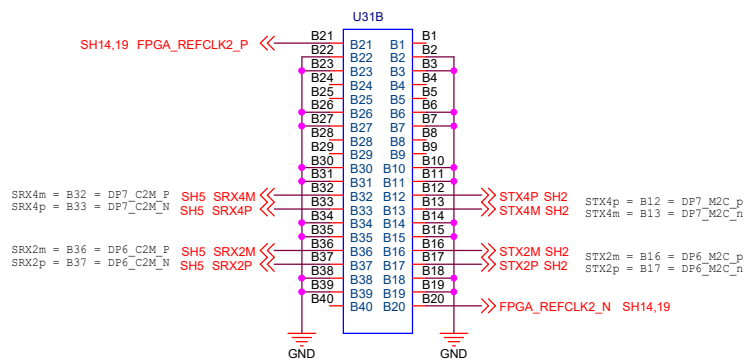 U31B
SH14,19 FPGA_REFCLK2_P B21 B21 B1 B1
B22 B22 B2 B2
B23 B23 B3 B3
B24 B24 B4 B4
B25 B25 B5 B5
B26 B26 B6 B6
B27 B27 B7 B7
B28 B28 B8 B8
B29 B29 B9 B9
B30 B30 B10 B10
B31 B31 B11 B11
SRX4m = B32 = DP7_C2M_P SH5 SRX4M B32 B32 B12 B12 STX4P SH2 STX4p = B12 = DP7_M2C_p
SRX4p = B33 = DP7_C2M_N SH5 SRX4P B33 B33 B13 B13 STX4M SH2 STX4m = B13 = DP7_M2C_n
B34 B34 B14 B14
B35 B35 B15 B15
SRX2m = B36 = DP6_C2M_P SH5 SRX2M B36 B36 B16 B16 STX2M SH2 STX2m = B16 = DP6_M2C_p
SRX2p = B37 = DP6_C2M_N SH5 SRX2P B37 B37 B17 B17 STX2P SH2 STX2p = B17 = DP6_M2C_n
B38 B38 B18 B18
B39 B39 B19 B19
B40 B40 B20 B20 FPGA_REFCLK2_N SH14,19
GND GND